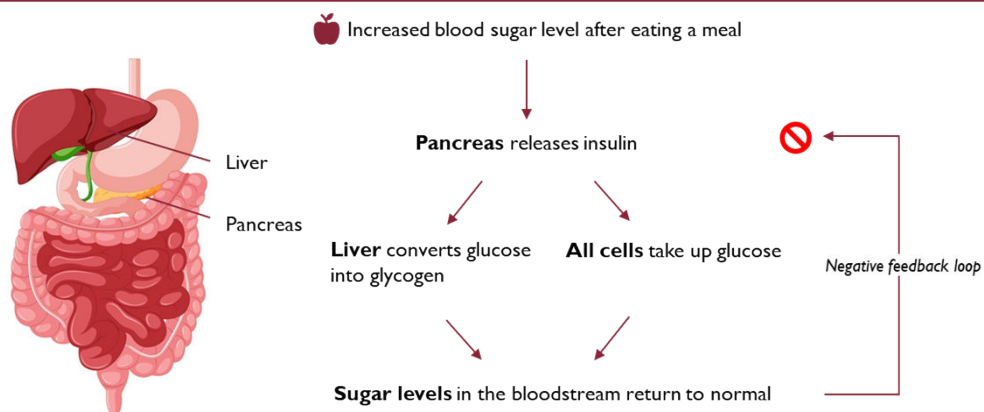 Increased blood sugar level after eating a meal
Pancreas releases insulin
Liver
Pancreas
Liver converts glucose
into glycogen
All cells take up glucose
Negative feedback loop
Sugar levels in the bloodstream return to normal